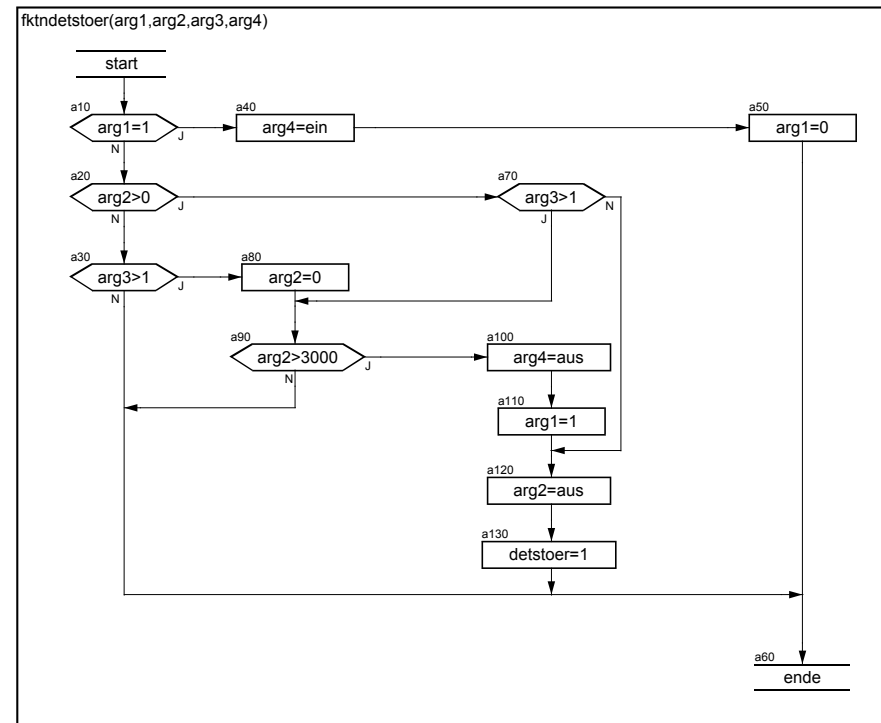 fktndetstoer(arg1,arg2,arg3,arg4)
start
a10
arg1=1
J
N
a40
arg4=ein
a50
arg1=0
a20
arg2>0
J
N
a70
arg3>1
N
J
a30
arg3>1
J
N
a80
arg2=0
a90
arg2>3000
J
N
a100
arg4=aus
a110
arg1=1
a120
arg2=aus
a130
detstoer=1
a60
ende